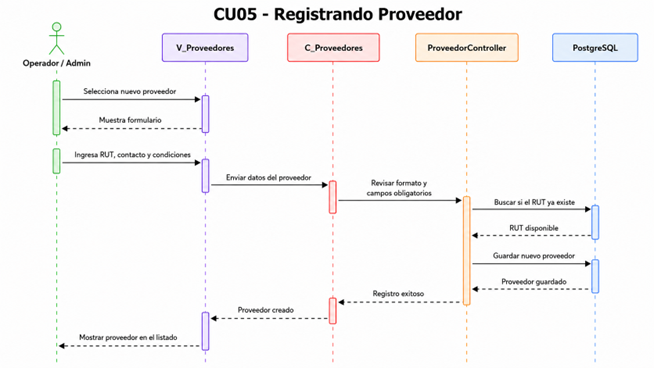 CU05 - Registrando Proveedor
Operador / Admin
V_Proveedores
C_Proveedores
ProveedorController
PostgreSQL
Selecciona nuevo proveedor
Muestra formulario
Ingresa RUT, contacto y condiciones
Enviar datos del proveedor
Revisar formato y
campos obligatorios
Buscar si el RUT ya existe
RUT disponible
Guardar nuevo proveedor
Proveedor guardado
Registro exitoso
Proveedor creado
Mostrar proveedor en el listado